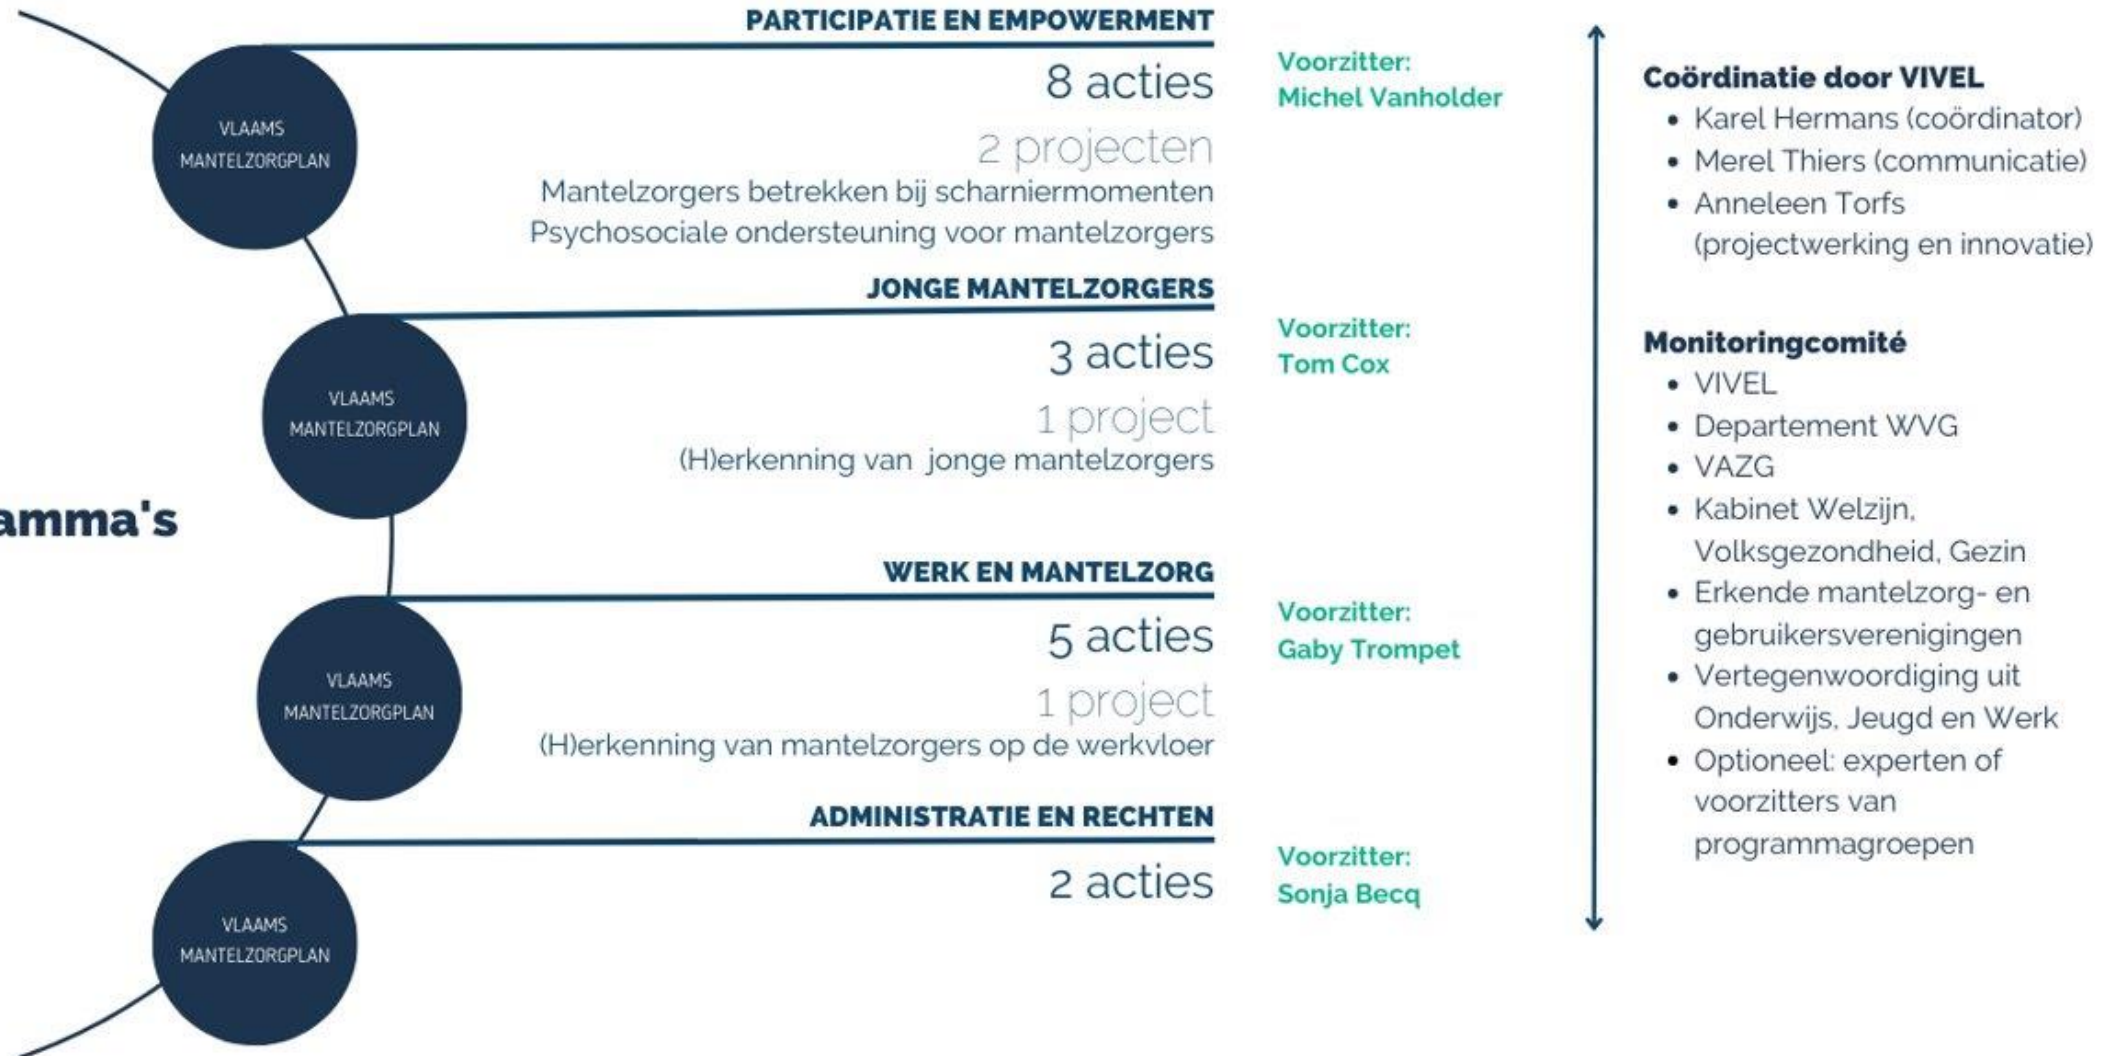 PARTICIPATIE EN EMPOWERMENT
8 acties
2 projecten
Mantelzorgers betrekken bij scharniermomenten
Psychosociale ondersteuning voor mantelzorgers
VLAAMS
MANTELZORGPLAN
Voorzitter:
Michel Vanholder
JONGE MANTELZORGERS
3 acties
1 project
(H)erkenning van jonge mantelzorgers
VLAAMS
MANTELZORGPLAN
Voorzitter:
Tom Cox
amma's
WERK EN MANTELZORG
5 acties
1 project
(H)erkenning van mantelzorgers op de werkvloer
VLAAMS
MANTELZORGPLAN
Voorzitter:
Gaby Trompet
ADMINISTRATIE EN RECHTEN
2 acties
VLAAMS
MANTELZORGPLAN
Voorzitter:
Sonja Becq
Coördinatie door VIVEL
• Karel Hermans (coördinator)
• Merel Thiers (communicatie)
• Anneleen Torfs
(projectwerking en innovatie)
Monitoringcomité
• VIVEL
• Departement WVG
• VAZG
• Kabinet Welzijn,
Volksgezondheid, Gezin
• Erkende mantelzorg- en
gebruikersverenigingen
• Vertegenwoordiging uit
Onderwijs, Jeugd en Werk
• Optioneel: experten of
voorzitters van
programmagroepen